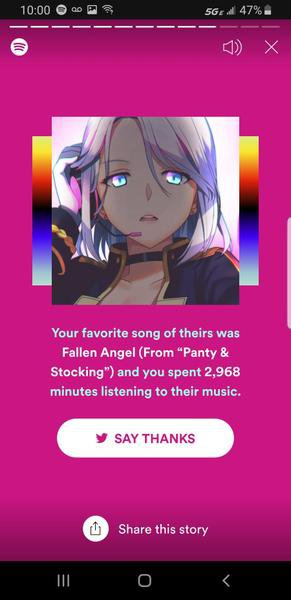 10:00
5GE 47%
Your favorite song of theirs was
Fallen Angel (From “Panty &
Stocking”) and you spent 2,968
minutes listening to their music.
SAY THANKS
Share this story